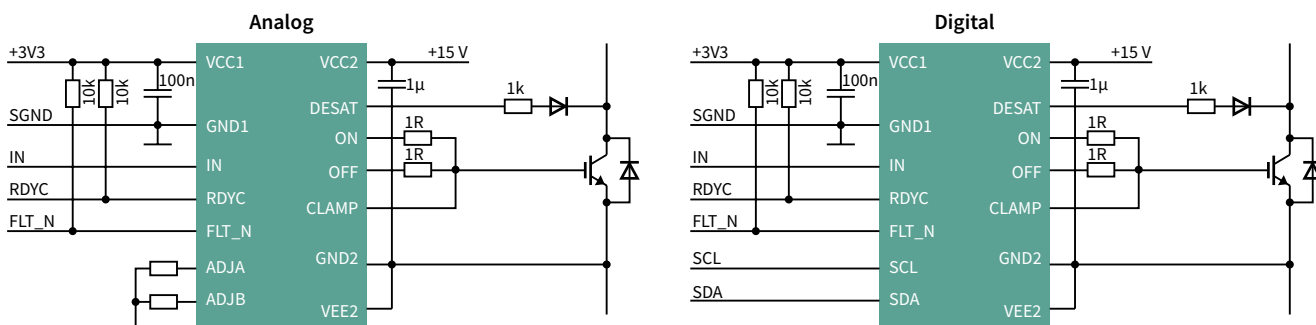 Analog
+3V3
10k
10k
100n
SGND
IN
RDYC
FLT_N
VCC1
GND1
IN
RDYC
FLT_N
ADJA
ADJB
VCC2
DESAT
ON
OFF
CLAMP
GND2
VEE2
+15 V
1µ
1k
1R
1R
Digital
+3V3
10k
10k
100n
SGND
IN
RDYC
FLT_N
SCL
SDA
VCC1
GND1
IN
RDYC
FLT_N
SCL
SDA
VCC2
DESAT
ON
OFF
CLAMP
GND2
VEE2
+15 V
1µ
1k
1R
1R